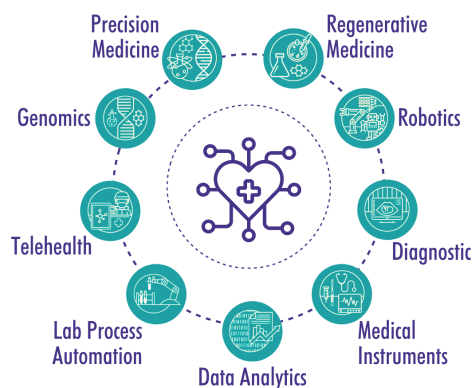 Precision
Medicine
Regenerative
Medicine
Genomics
Robotics
Telehealth
Diagnostic
Lab Process
Automation
Medical
Instruments
Data Analytics